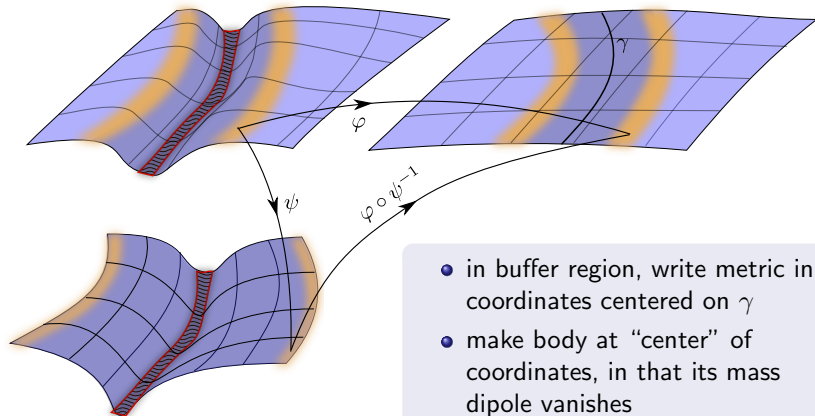 γ
φ
ψ
φ ∘ ψ⁻¹
in buffer region, write metric in
coordinates centered on γ
make body at “center” of
coordinates, in that its mass
dipole vanishes